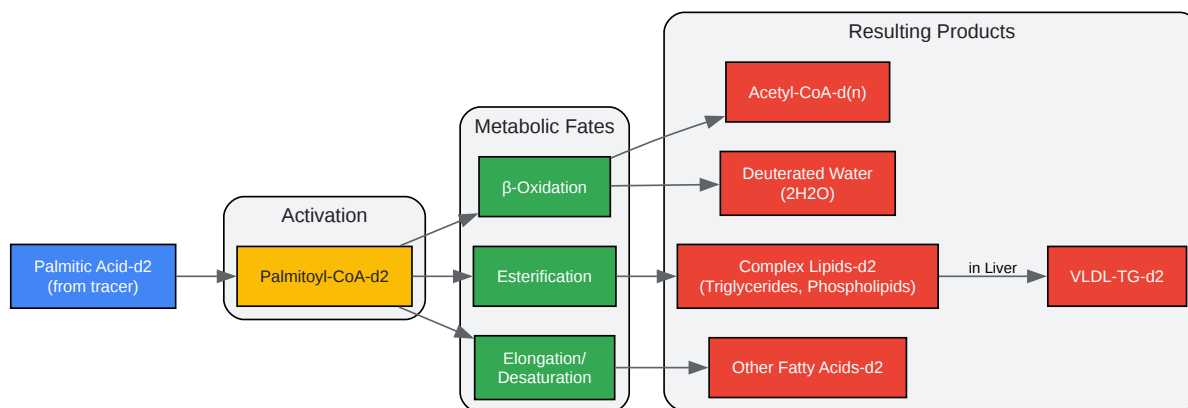 Resulting Products
Acetyl-CoA-d(n)
Metabolic Fates
β-Oxidation
Deuterated Water
(2H2O)
Activation
Palmitic Acid-d2
(from tracer)
Palmitoyl-CoA-d2
Esterification
Complex Lipids-d2
(Triglycerides, Phospholipids)
in Liver
VLDL-TG-d2
Elongation/
Desaturation
Other Fatty Acids-d2